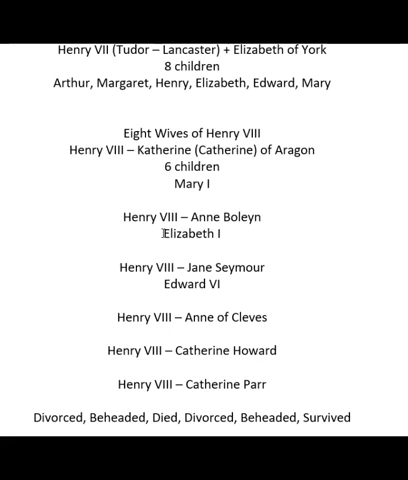 Henry VII (Tudor – Lancaster) + Elizabeth of York
8 children
Arthur, Margaret, Henry, Elizabeth, Edward, Mary
Eight Wives of Henry VIII
Henry VIII – Katherine (Catherine) of Aragon
6 children
Mary I
Henry VIII – Anne Boleyn
Elizabeth I
Henry VIII – Jane Seymour
Edward VI
Henry VIII – Anne of Cleves
Henry VIII – Catherine Howard
Henry VIII – Catherine Parr
Divorced, Beheaded, Died, Divorced, Beheaded, Survived